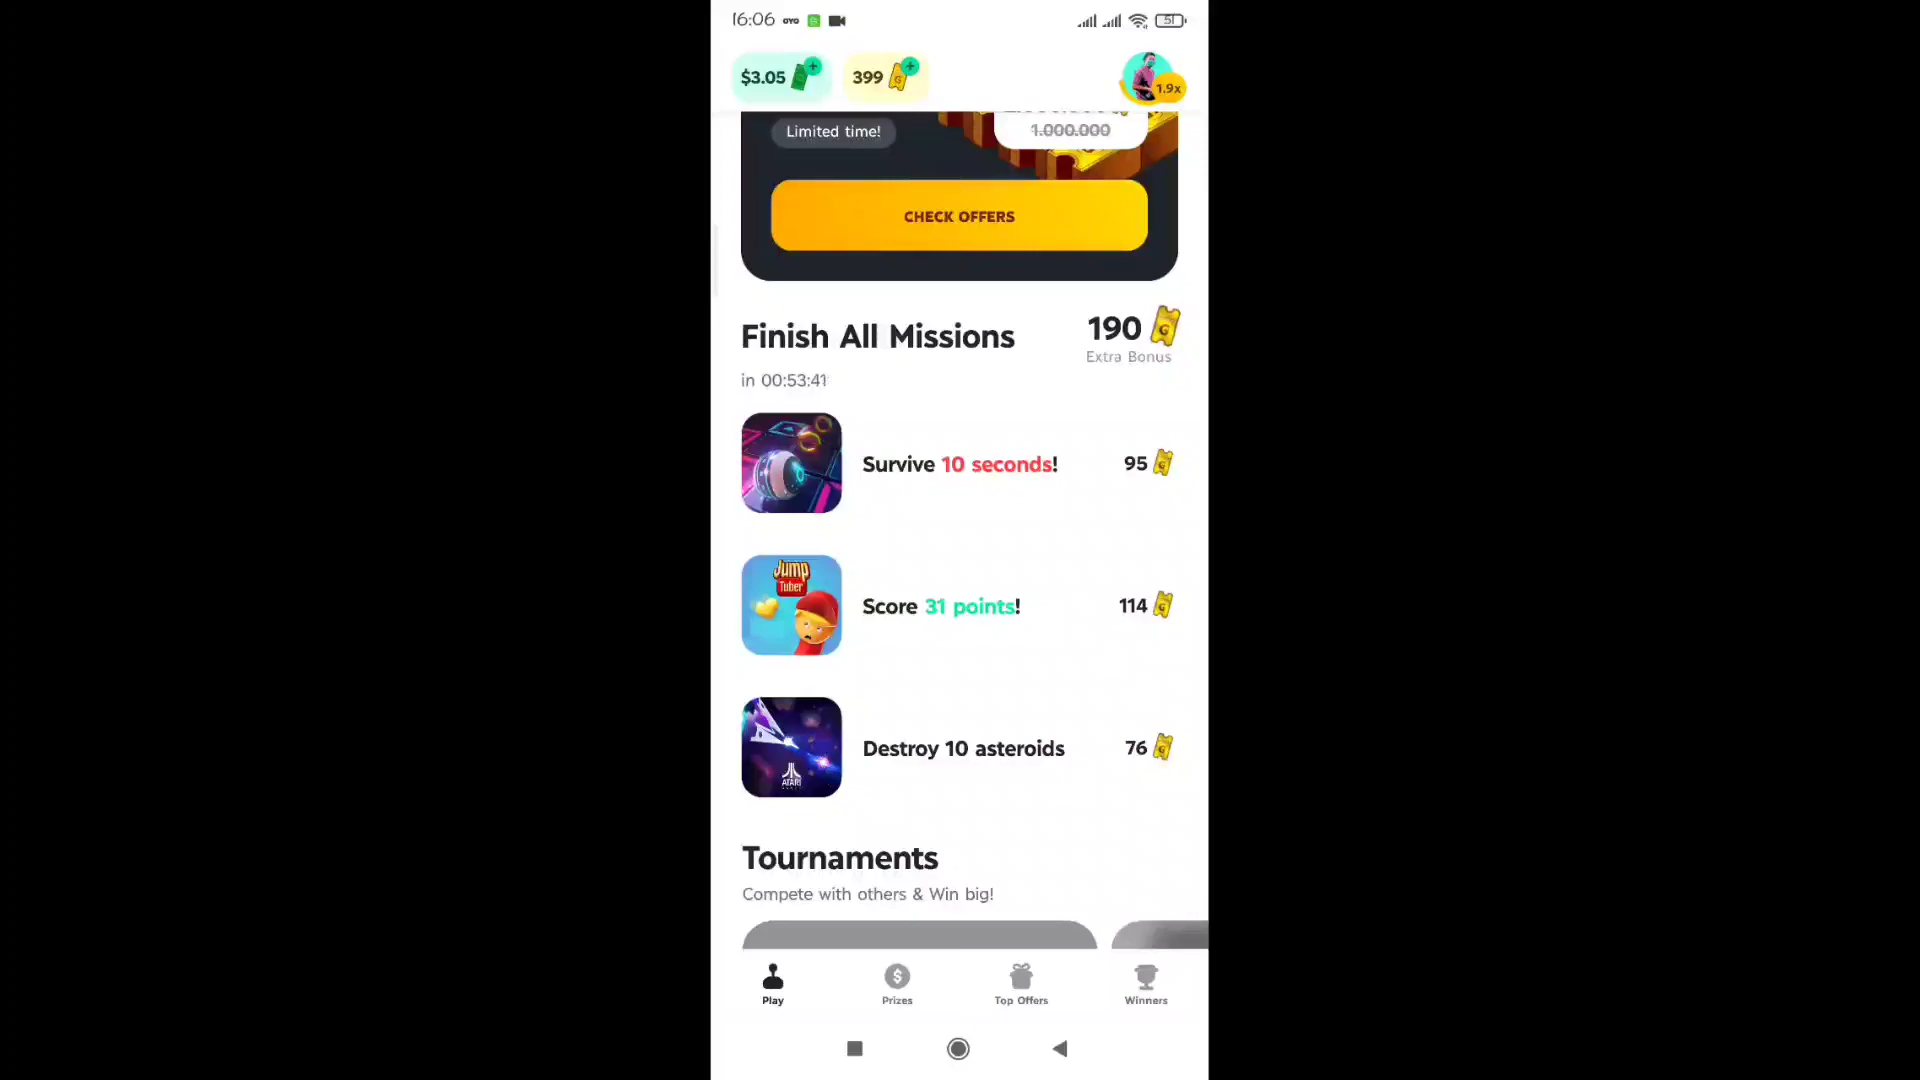 16:06
51
$3.05
399
1.9x
Limited time!
1.000.000
CHECK OFFERS
Finish All Missions
190
Extra Bonus
in 00:53:41
Survive 10 seconds!
95
Jump
Tuber
Score 31 points!
114
ATARI
Destroy 10 asteroids
76
Tournaments
Compete with others & Win big!
Play
Prizes
Top Offers
Winners